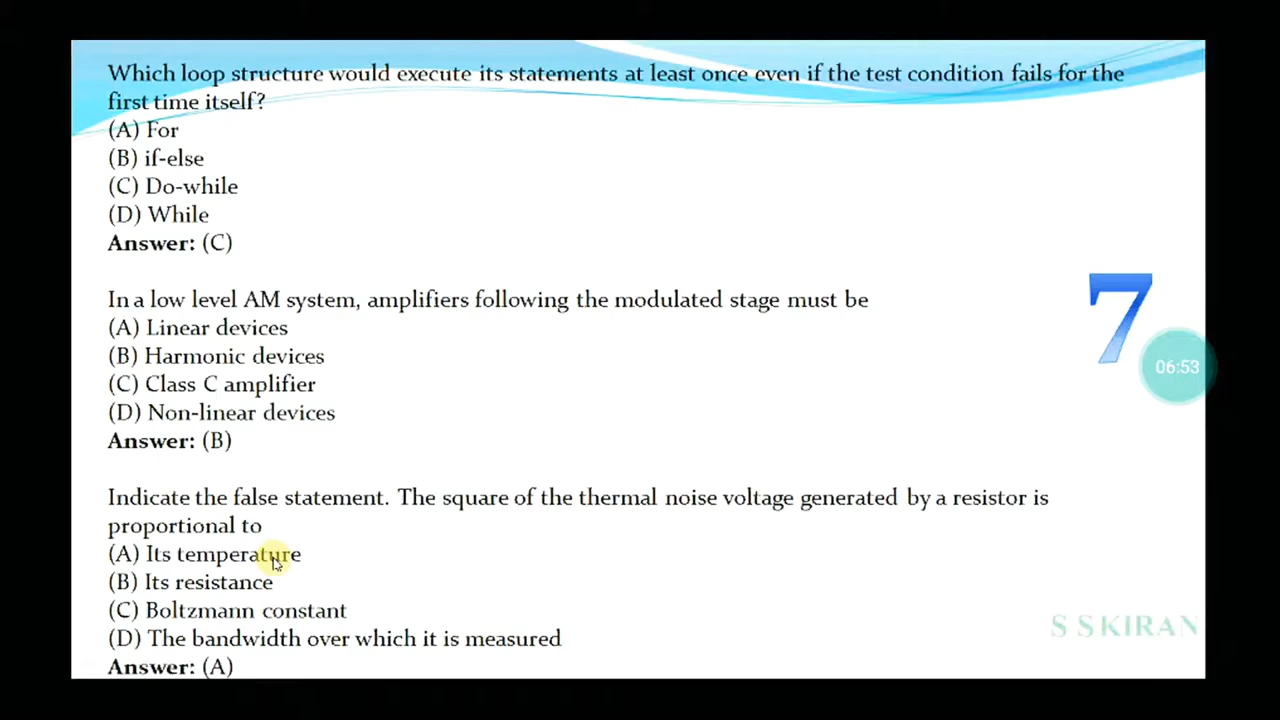 Which loop structure would execute its statements at least once even if the test condition fails for the
first time itself?
(A) For
(B) if-else
(C) Do-while
(D) While
Answer: (C)
In a low level AM system, amplifiers following the modulated stage must be
(A) Linear devices
(B) Harmonic devices
(C) Class C amplifier
(D) Non-linear devices
Answer: (B)
7
06:53
Indicate the false statement. The square of the thermal noise voltage generated by a resistor is
proportional to
(A) Its temperature
(B) Its resistance
(C) Boltzmann constant
(D) The bandwidth over which it is measured
Answer: (A)
S S KIRAN